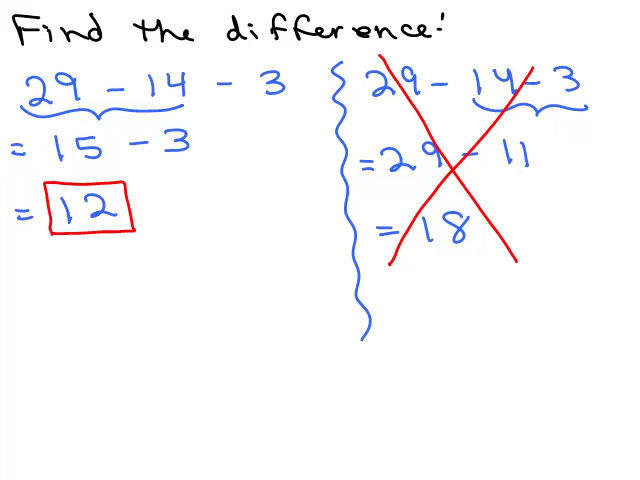 Find the difference:
29 - 14 - 3
= 15 - 3
= 12
29 - 14 - 3
= 29 - 11
= 18